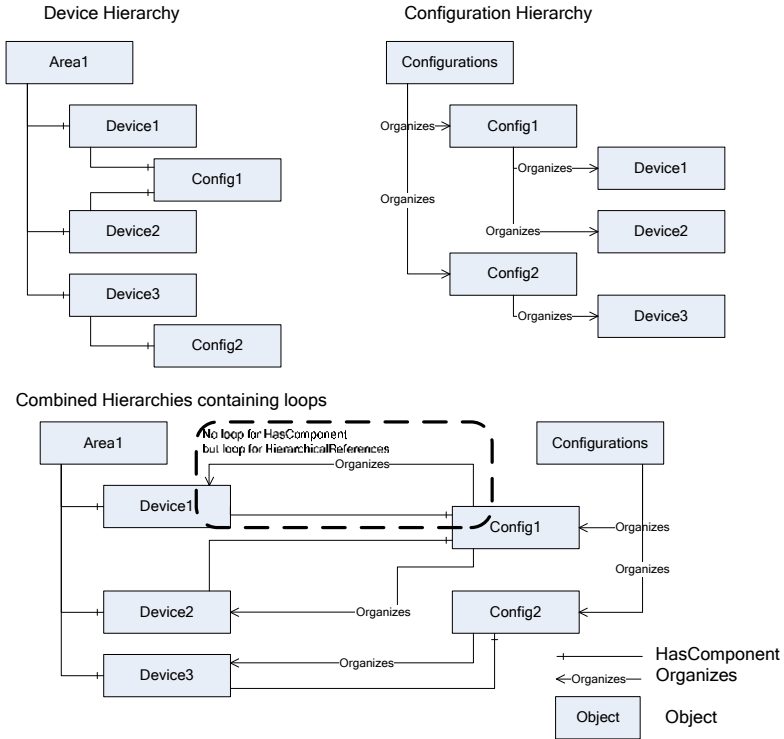 Device Hierarchy
Configuration Hierarchy
Area1
Device1
Config1
Device2
Device3
Config2
Configurations
Organizes
Config1
Organizes
Device1
Organizes
Organizes
Device2
Config2
Organizes
Device3
Combined Hierarchies containing loops
Area1
No loop for HasComponent
but loop for HierarchicalReferences
Organizes
Configurations
Device1
Config1
Organizes
Organizes
Device2
Organizes
Config2
Organizes
Device3
HasComponent
Organizes
Organizes
Object
Object